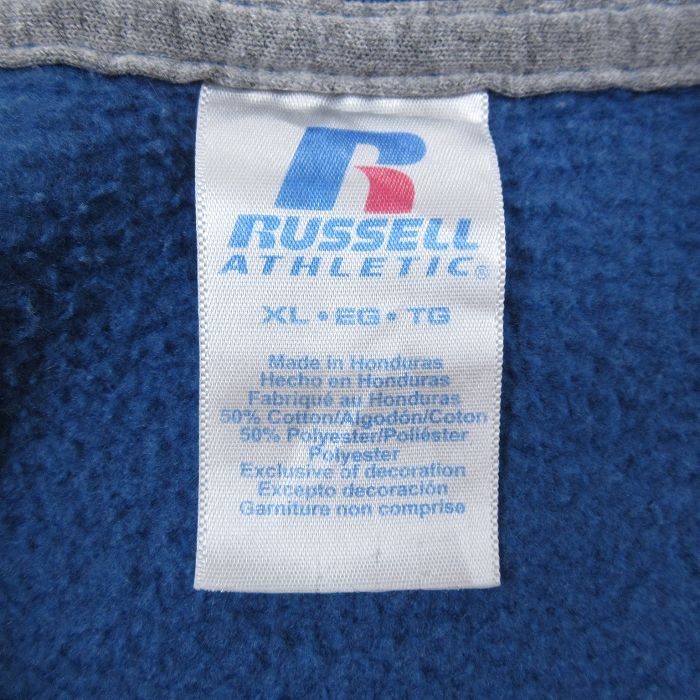 R
RUSSELL
ATHLETIC®
XL • EG • TG
Made in Honduras
Hecho en Honduras
Fabriqué au Honduras
50% Cotton/Algodón/Coton
50% Polyester/Poliéster
Polyester
Exclusive of decoration
Excepto decoración
Garniture non comprise